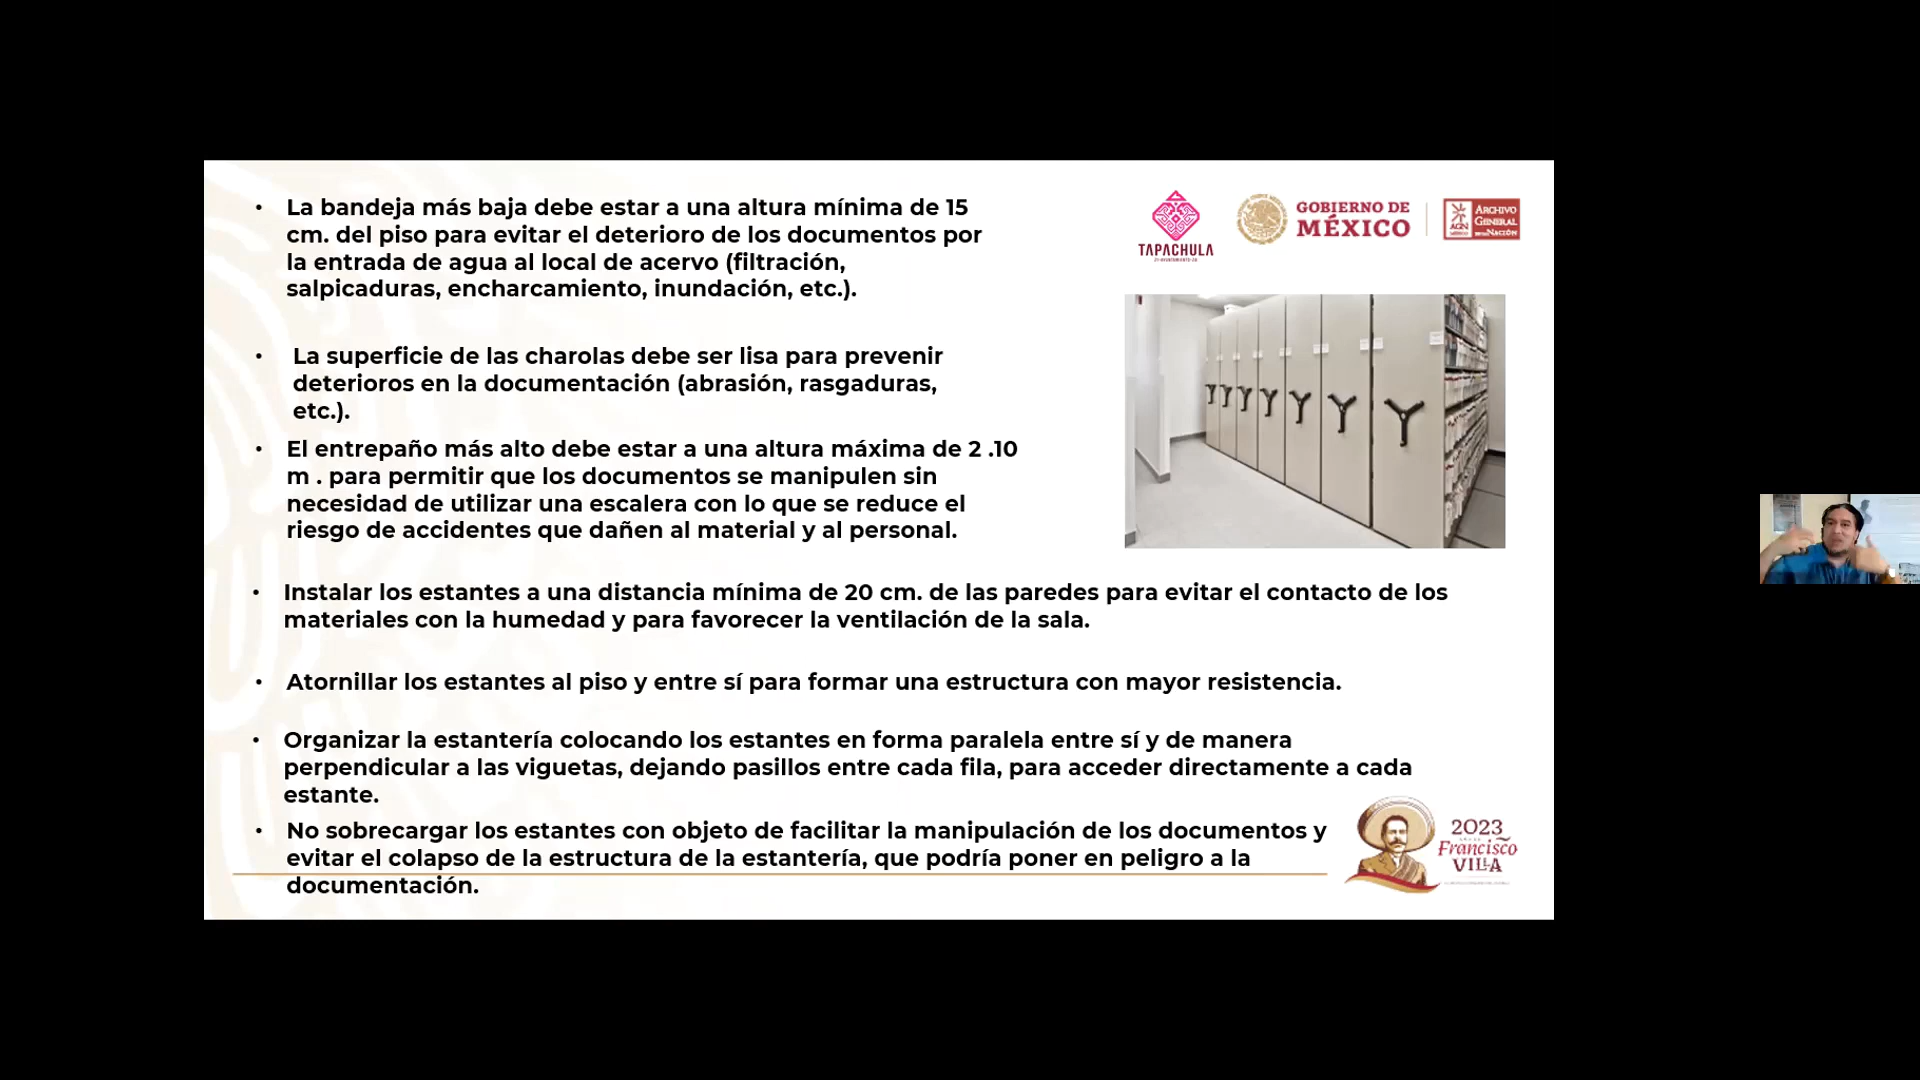 • La bandeja más baja debe estar a una altura mínima de 15
cm. del piso para evitar el deterioro de los documentos por
la entrada de agua al local de acervo (filtración,
salpicaduras, encharcamiento, inundación, etc.).
• La superficie de las charolas debe ser lisa para prevenir
deterioros en la documentación (abrasión, rasgaduras,
etc.).
• El entrepaño más alto debe estar a una altura máxima de 2 .10
m . para permitir que los documentos se manipulen sin
necesidad de utilizar una escalera con lo que se reduce el
riesgo de accidentes que dañen al material y al personal.
TAPACHULA
GOBIERNO DE
MÉXICO
AGN
ARCHIVO
GENERAL
NACIÓN
• Instalar los estantes a una distancia mínima de 20 cm. de las paredes para evitar el contacto de los
materiales con la humedad y para favorecer la ventilación de la sala.
• Atornillar los estantes al piso y entre sí para formar una estructura con mayor resistencia.
• Organizar la estantería colocando los estantes en forma paralela entre sí y de manera
perpendicular a las viguetas, dejando pasillos entre cada fila, para acceder directamente a cada
estante.
• No sobrecargar los estantes con objeto de facilitar la manipulación de los documentos y
evitar el colapso de la estructura de la estantería, que podría poner en peligro a la
documentación.
2023
Francisco
VILLA